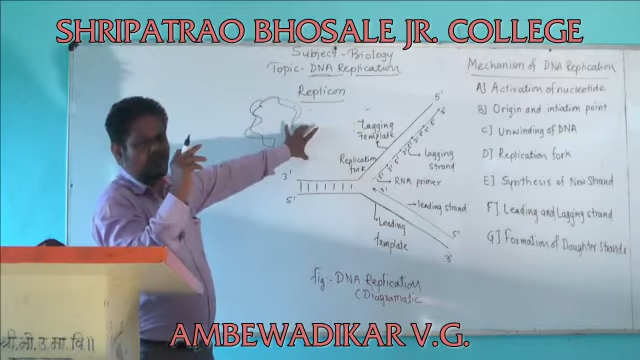 SHRIPATRAO BHOSALE JR. COLLEGE
Subject - Biology
Topic - DNA Replication
Replicon
Lagging
Template
Replication
fork
3'
5'
5'
3'
lagging
strand
RNA primer
3'
leading strand
Leading
Template
5'
3'
fig - DNA Replication
(Diagramatic
Mechanism of DNA Replication
A] Activation of nucleotide
B] Origin and intiation point
C] Unwinding of DNA
D] Replication fork
E] Synthesis of New Strand
F] Leading and Lagging strand
G] Formation of Daughter Strands
AMBEWADIKAR V.G.